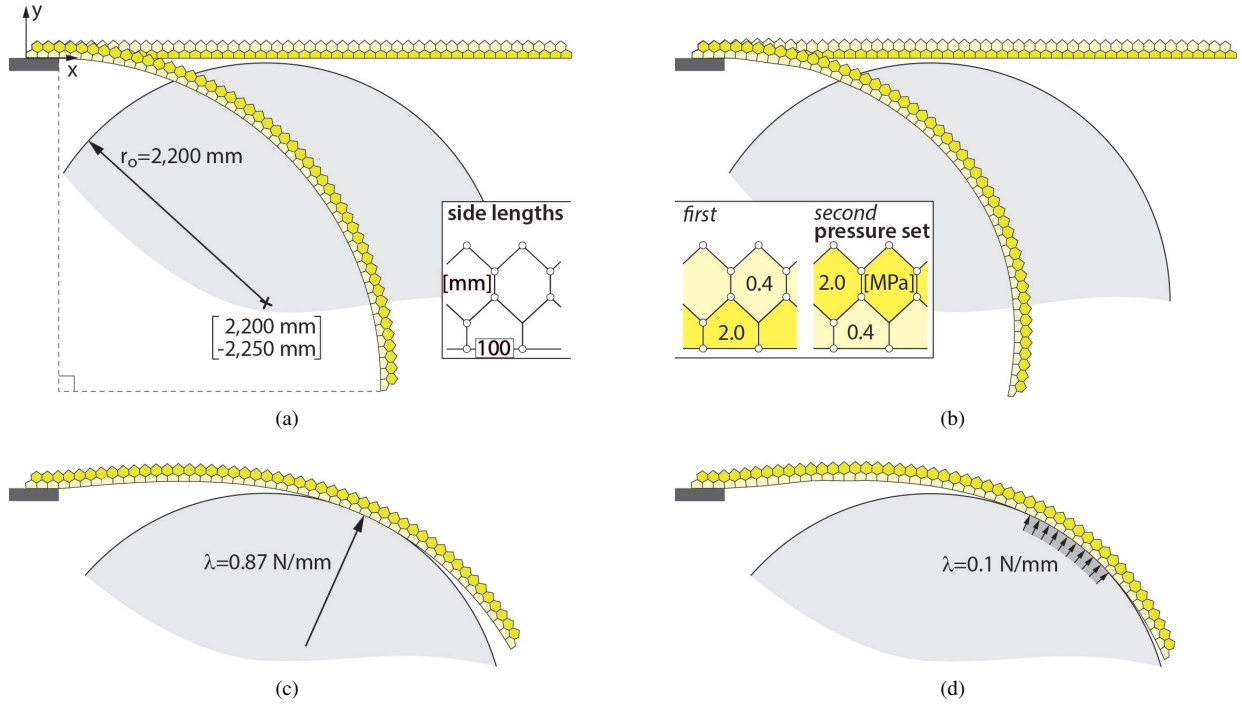 y
x
r₀=2,200 mm
[ 2,200 mm
-2,250 mm ]
side lengths
[mm]
100
(a)
first
second
pressure set
0.4
2.0
2.0
[MPa]
0.4
(b)
λ=0.87 N/mm
(c)
λ=0.1 N/mm
(d)